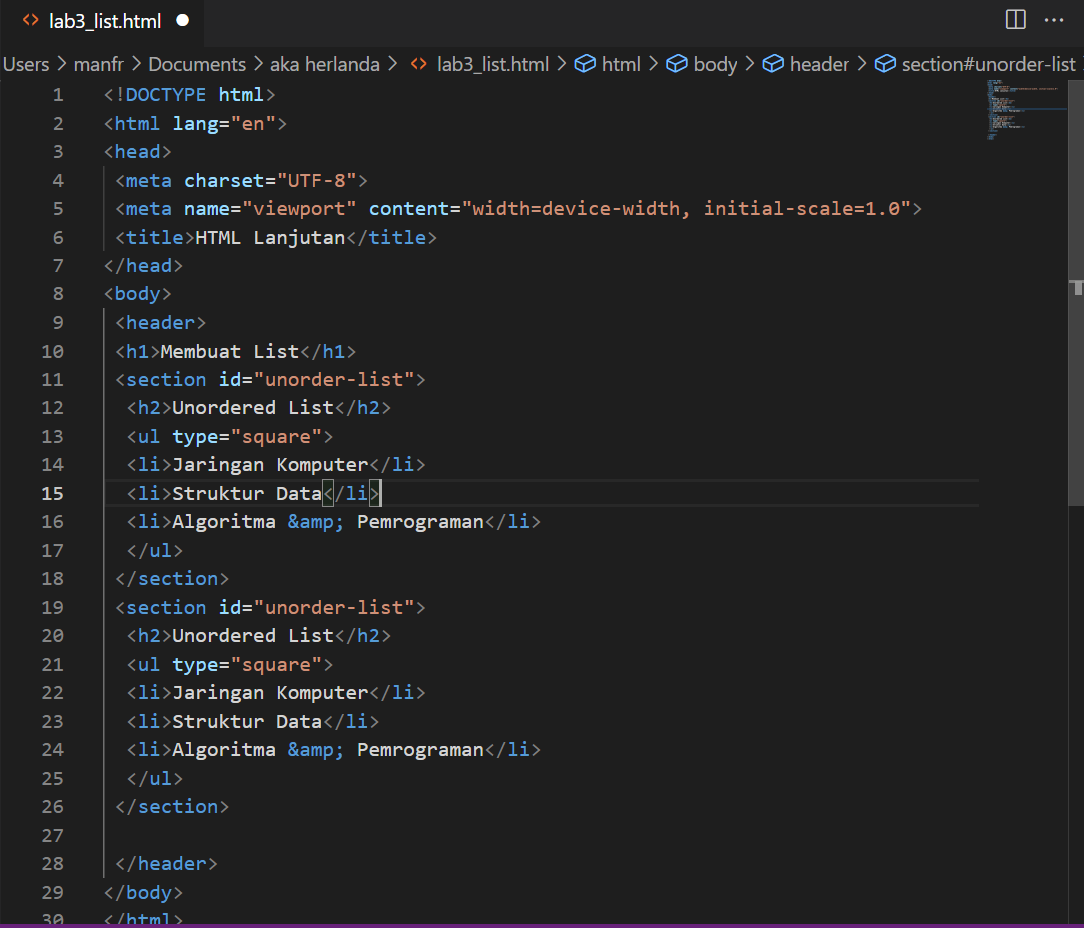 lab3_list.html
Users > manfr > Documents > aka herlanda > lab3_list.html > html > body > header > section#unorder-list
1 <!DOCTYPE html>
2 <html lang="en">
3 <head>
4 <meta charset="UTF-8">
5 <meta name="viewport" content="width=device-width, initial-scale=1.0">
6 <title>HTML Lanjutan</title>
7 </head>
8 <body>
9 <header>
10 <h1>Membuat List</h1>
11 <section id="unorder-list">
12 <h2>Unordered List</h2>
13 <ul type="square">
14 <li>Jaringan Komputer</li>
15 <li>Struktur Data</li>
16 <li>Algoritma &amp; Pemrograman</li>
17 </ul>
18 </section>
19 <section id="unorder-list">
20 <h2>Unordered List</h2>
21 <ul type="square">
22 <li>Jaringan Komputer</li>
23 <li>Struktur Data</li>
24 <li>Algoritma &amp; Pemrograman</li>
25 </ul>
26 </section>
27
28 </header>
29 </body>
30 </html>